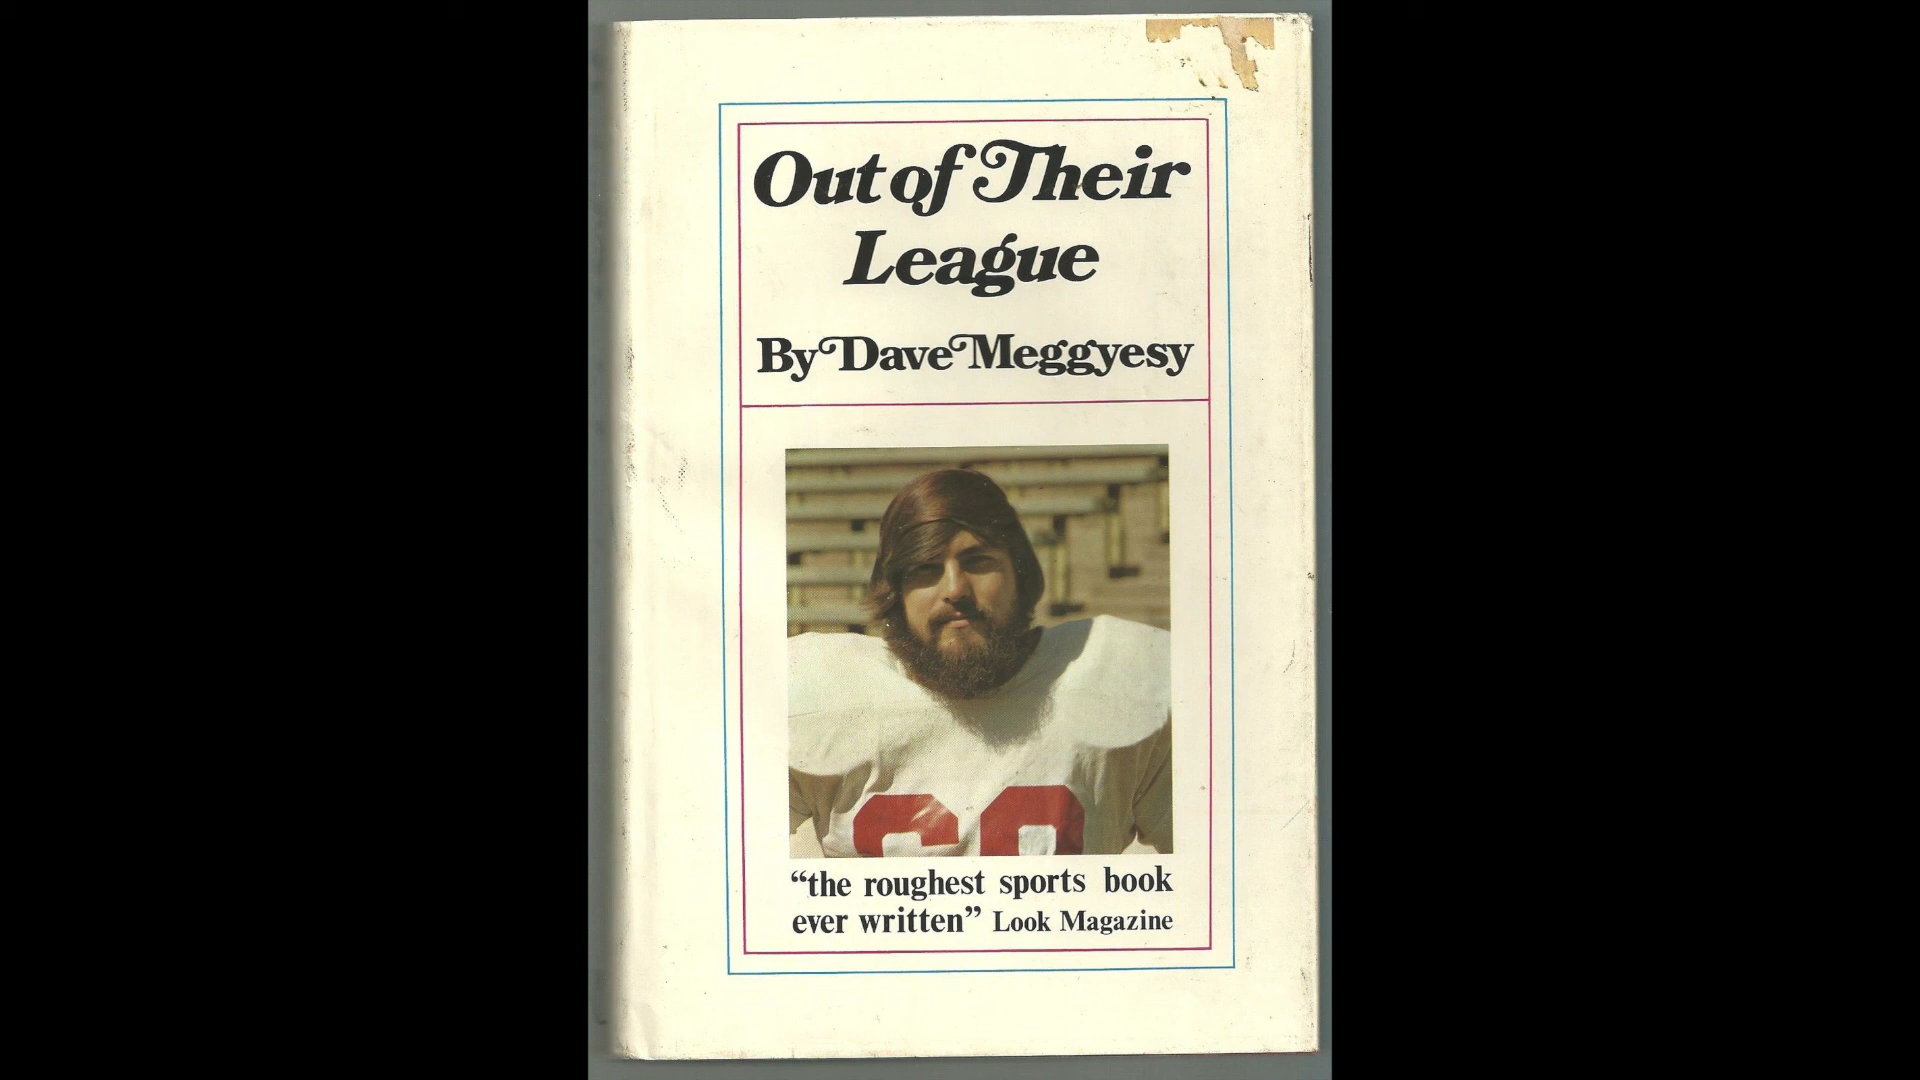 Out of Their
League
By Dave Meggyesy
“the roughest sports book
ever written” Look Magazine